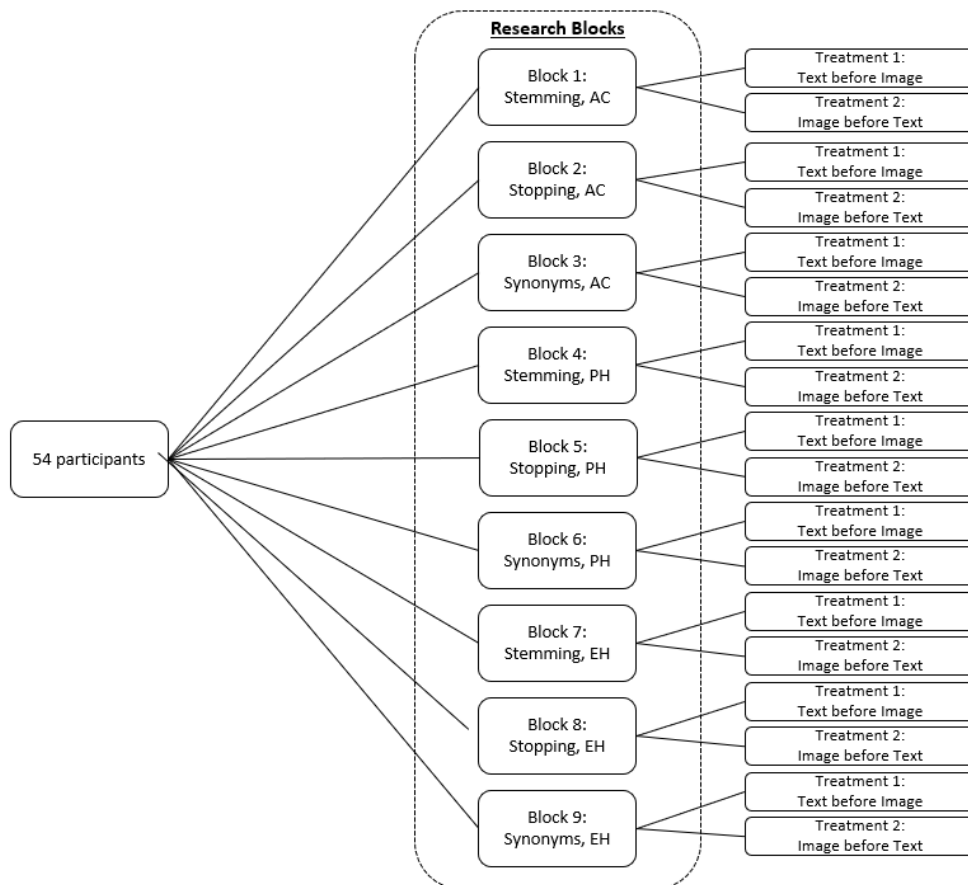 Research Blocks
54 participants
Block 1:
Stemming, AC
Treatment 1:
Text before Image
Treatment 2:
Image before Text
Block 2:
Stopping, AC
Treatment 1:
Text before Image
Treatment 2:
Image before Text
Block 3:
Synonyms, AC
Treatment 1:
Text before Image
Treatment 2:
Image before Text
Block 4:
Stemming, PH
Treatment 1:
Text before Image
Treatment 2:
Image before Text
Block 5:
Stopping, PH
Treatment 1:
Text before Image
Treatment 2:
Image before Text
Block 6:
Synonyms, PH
Treatment 1:
Text before Image
Treatment 2:
Image before Text
Block 7:
Stemming, EH
Treatment 1:
Text before Image
Treatment 2:
Image before Text
Block 8:
Stopping, EH
Treatment 1:
Text before Image
Treatment 2:
Image before Text
Block 9:
Synonyms, EH
Treatment 1:
Text before Image
Treatment 2:
Image before Text